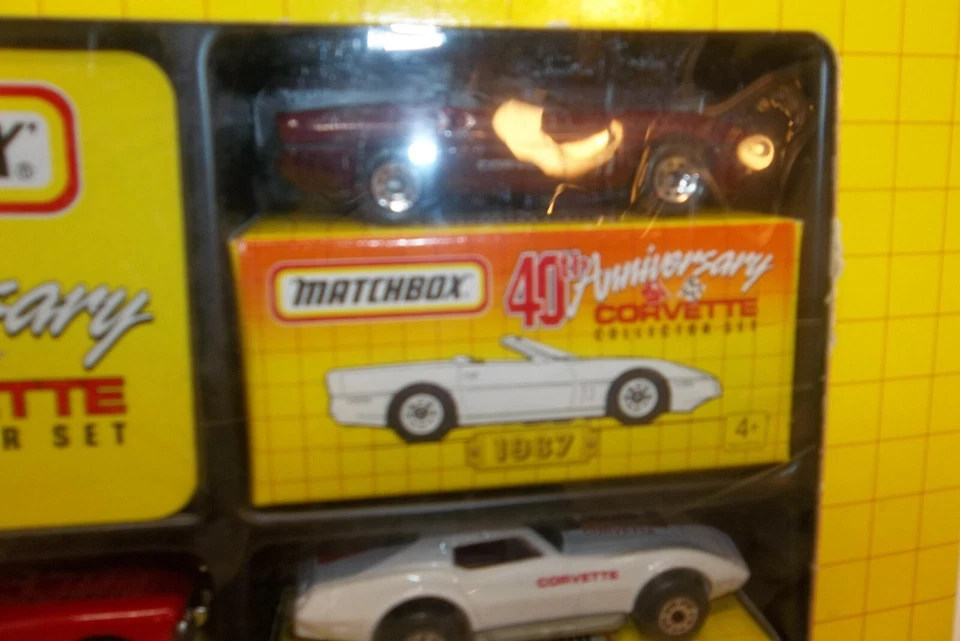 X®
sary
TTE
R SET
MATCHBOX
40th Anniversary
CORVETTE
COLLECTOR SET
1987
4+
CORVETTE